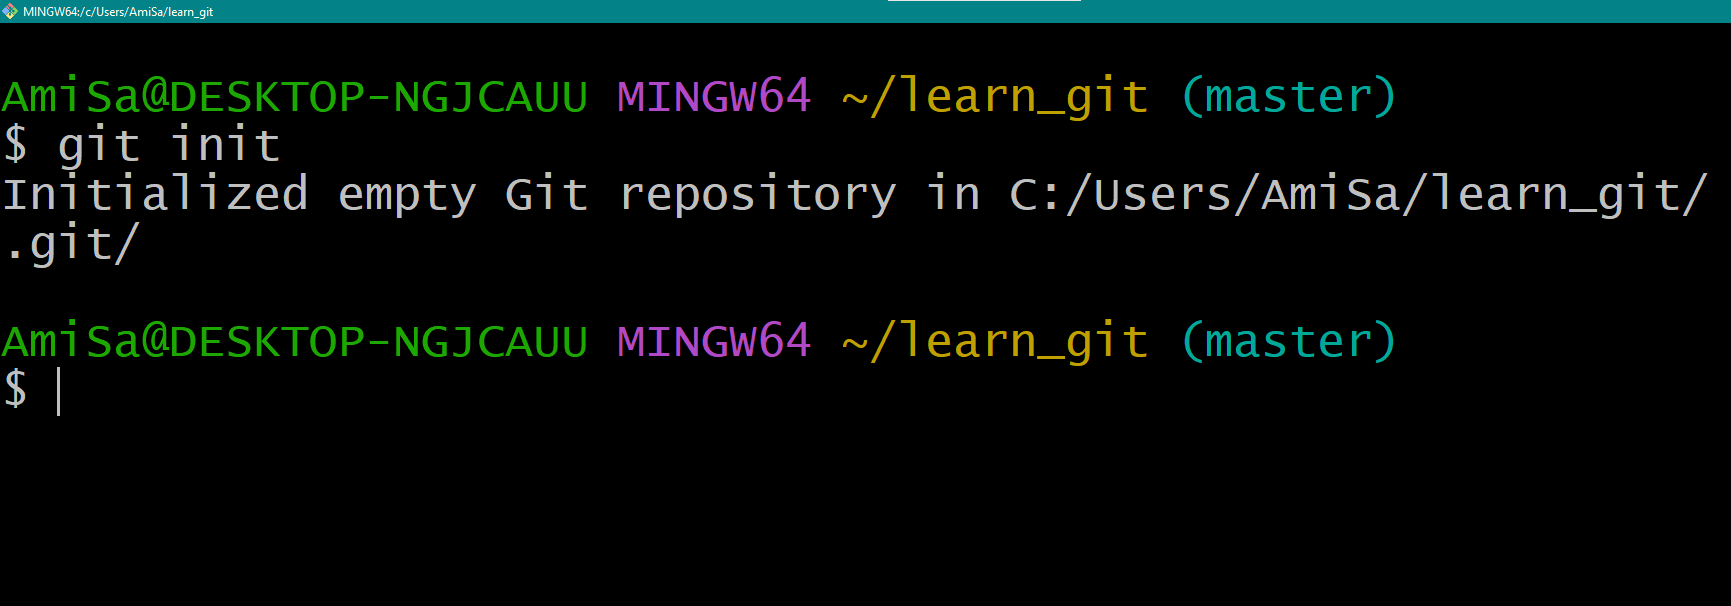 MINGW64:/c/Users/AmiSa/learn_git
AmiSa@DESKTOP-NGJCAUU MINGW64 ~/learn_git (master)
$ git init
Initialized empty Git repository in C:/Users/AmiSa/learn_git/
.git/
AmiSa@DESKTOP-NGJCAUU MINGW64 ~/learn_git (master)
$